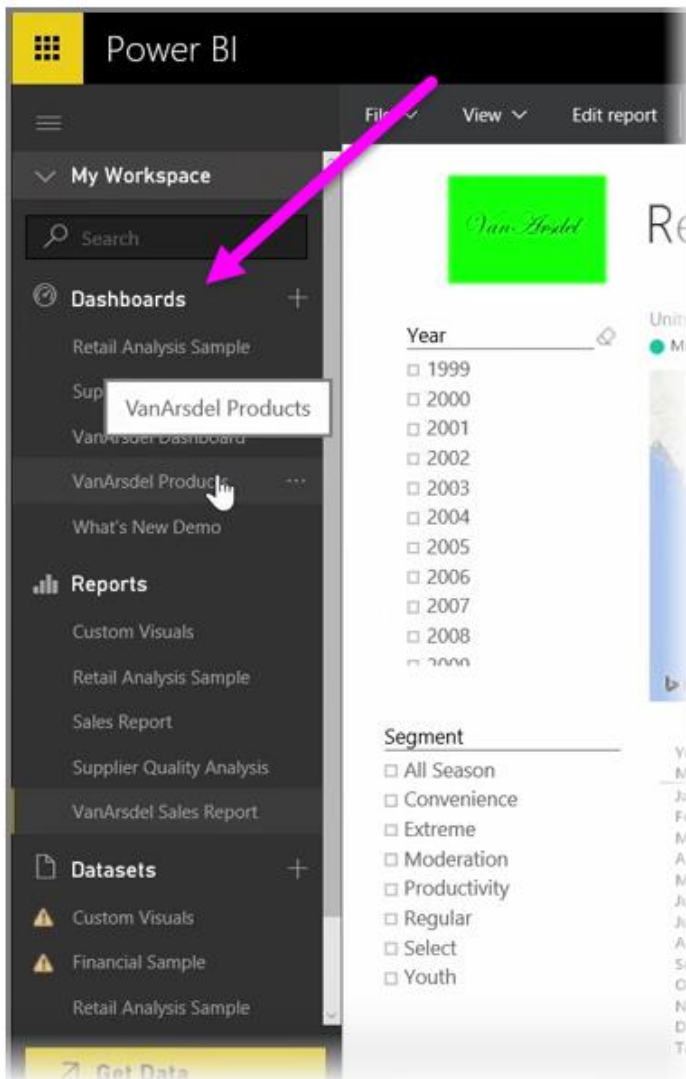 Power BI
File View Edit report
My Workspace
Search
Dashboards
Retail Analysis Sample
VanArsdel Products
VanArsdel Dashboard
VanArsdel Products ...
What's New Demo
Reports
Custom Visuals
Retail Analysis Sample
Sales Report
Supplier Quality Analysis
VanArsdel Sales Report
Datasets
Custom Visuals
Financial Sample
Retail Analysis Sample
Get Data
VanArsdel
Year
1999
2000
2001
2002
2003
2004
2005
2006
2007
2008
2009
Segment
All Season
Convenience
Extreme
Moderation
Productivity
Regular
Select
Youth